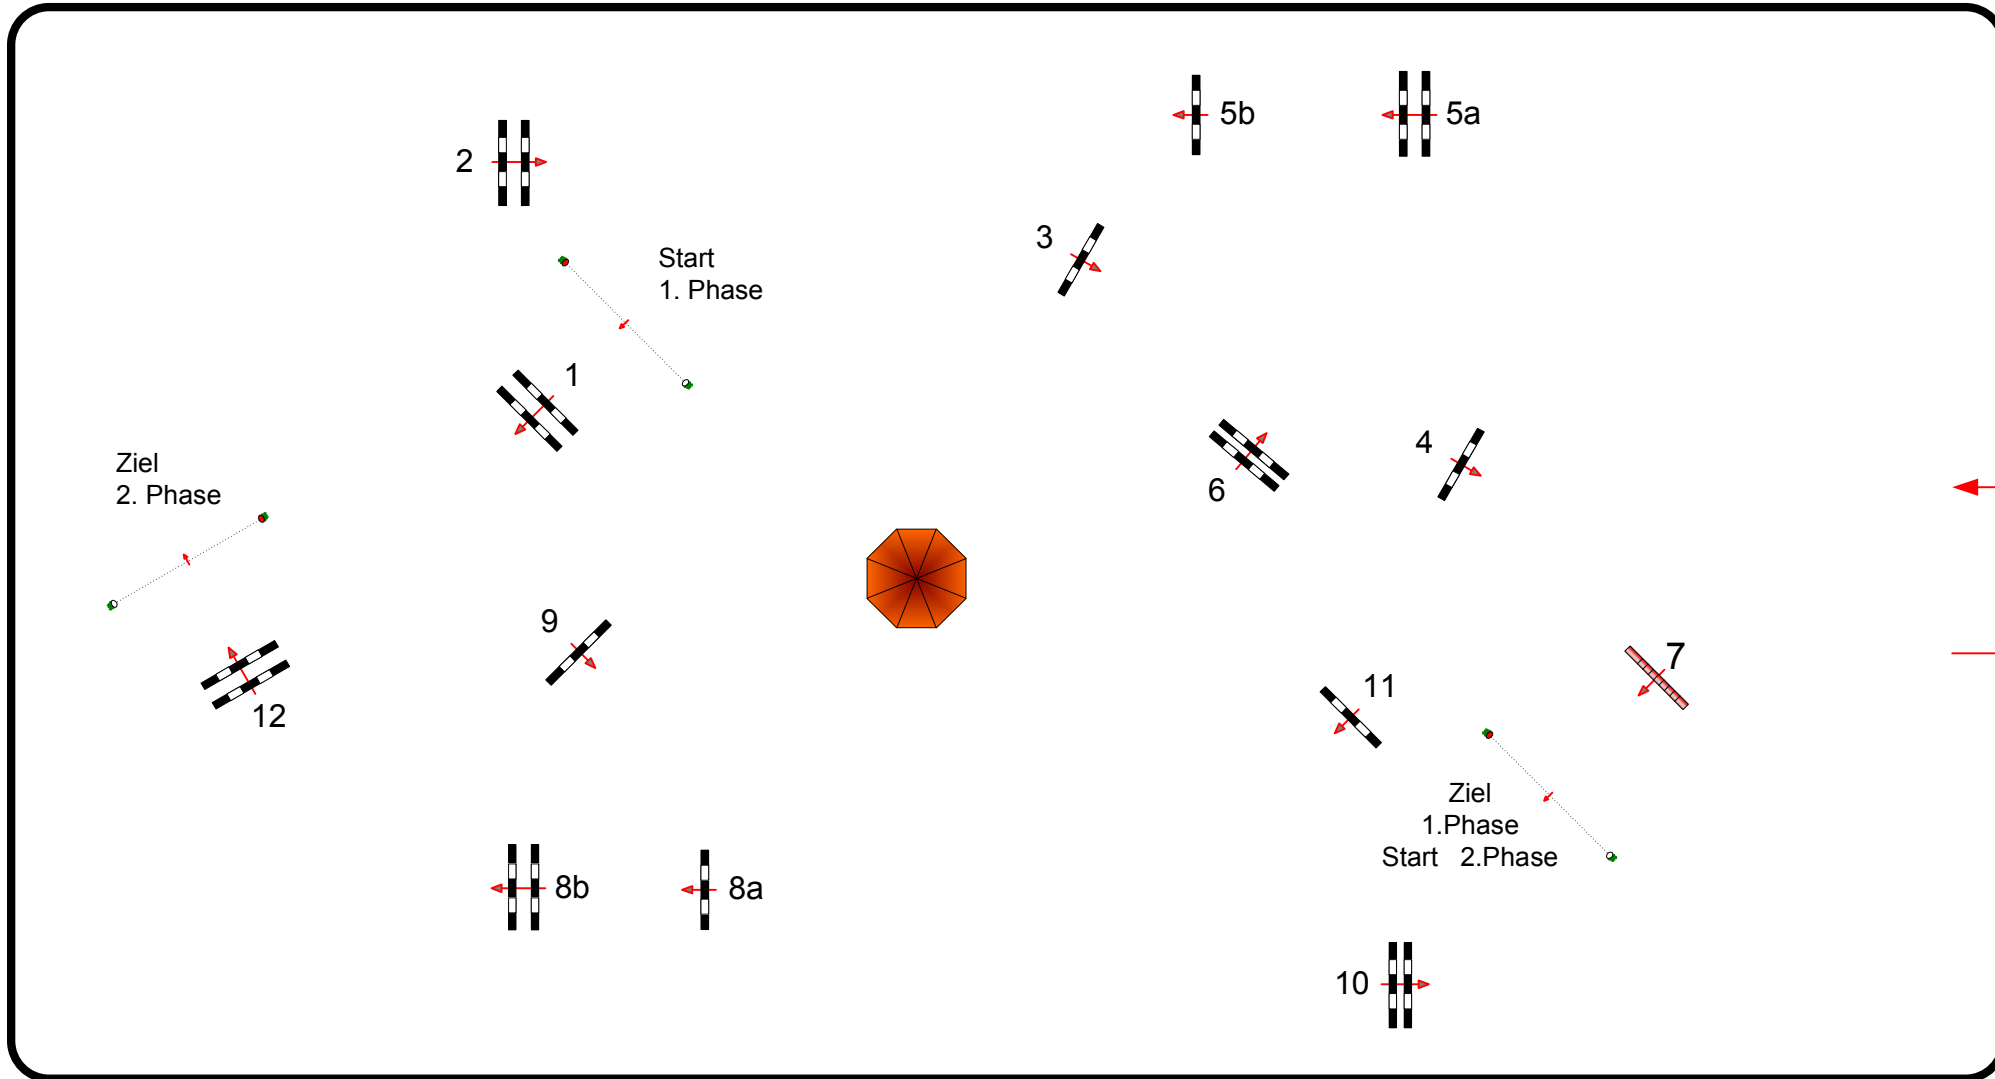 5b
5a
2
3
Start
1. Phase
1
4
Ziel
2. Phase
6
9
7
11
12
Ziel
1.Phase
Start 2.Phase
8b
8a
10